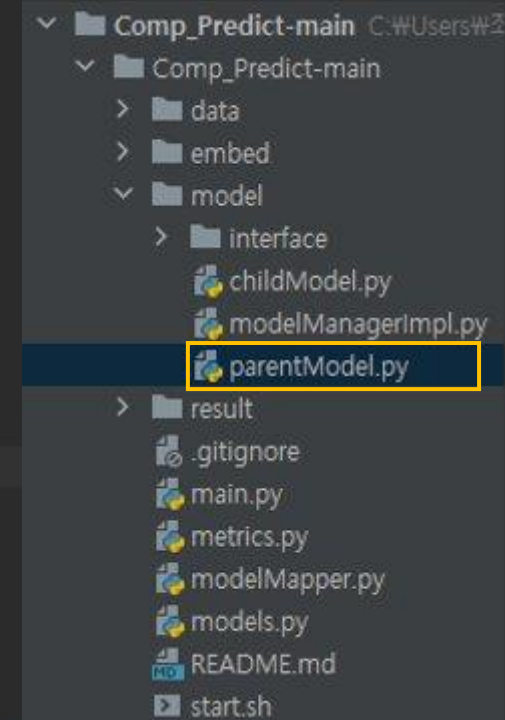 Comp_Predict-main C:₩Users₩조
Comp_Predict-main
data
embed
model
interface
childModel.py
modelManagerImpl.py
parentModel.py
result
.gitignore
main.py
metrics.py
modelMapper.py
models.py
MD README.md
start.sh